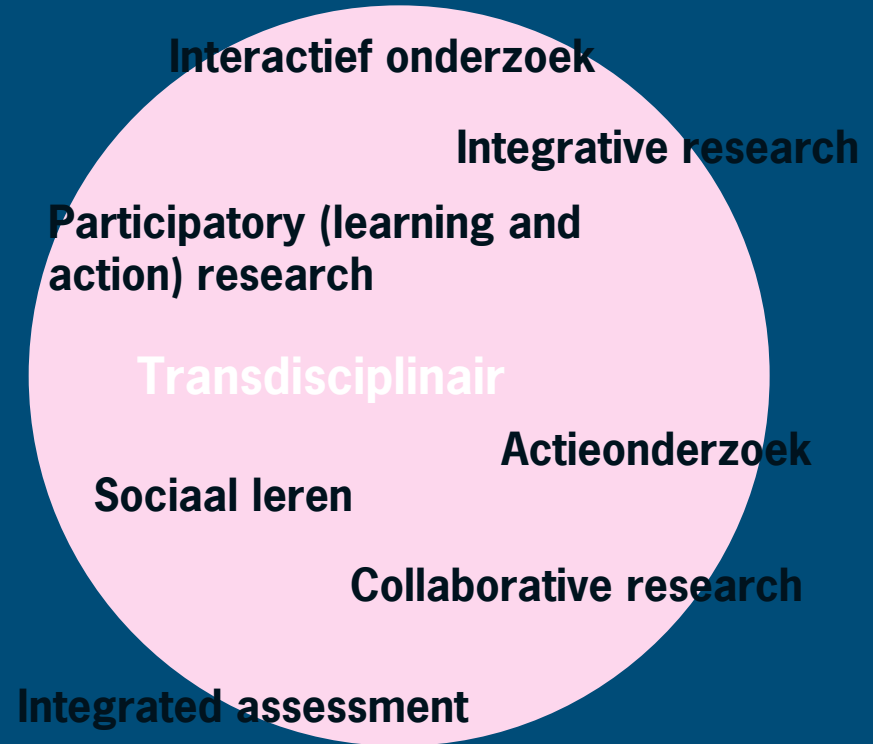 Interactief onderzoek
Integrative research
Participatory (learning and
action) research
Transdisciplinair
Actieonderzoek
Sociaal leren
Collaborative research
Integrated assessment